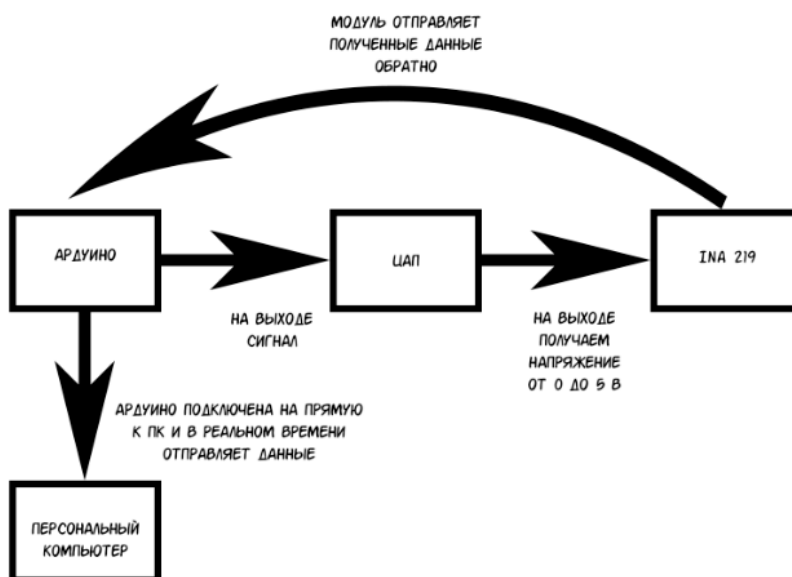 МОДУЛЬ ОТПРАВЛЯЕТ
ПОЛУЧЕННЫЕ ДАННЫЕ
ОБРАТНО
АРДУИНО
ЦАП
INA 219
НА ВЫХОДЕ
СИГНАЛ
НА ВЫХОДЕ
ПОЛУЧАЕМ
НАПРЯЖЕНИЕ
ОТ 0 ДО 5 В
АРДУИНО ПОДКЛЮЧЕНА НА ПРЯМУЮ
К ПК И В РЕАЛЬНОМ ВРЕМЕНИ
ОТПРАВЛЯЕТ ДАННЫЕ
ПЕРСОНАЛЬНЫЙ
КОМПЬЮТЕР